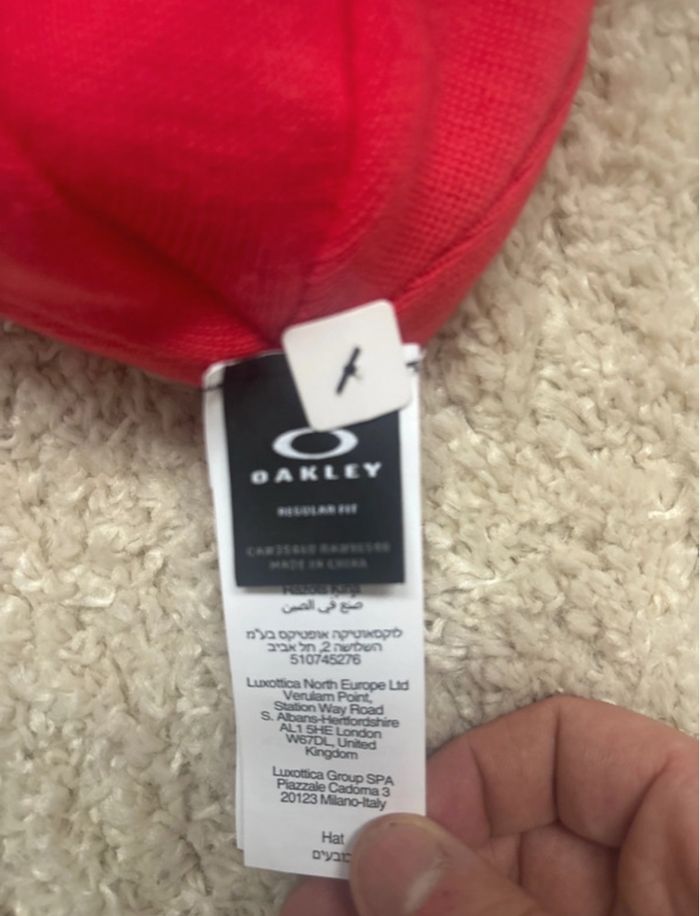 OAKLEY
REGULAR FIT
MADE IN CHINA
صنع في الصين
לוקסאוטיקה אופטיקס בע"מ
השלושה 2, תל אביב
510745276
Luxottica North Europe Ltd
Verulam Point,
Station Way Road
S. Albans-Hertfordshire
AL1 5HE London
W67DL, United
Kingdom
Luxottica Group SPA
Piazzale Cadorna 3
20123 Milano-Italy
Hat
כובעים